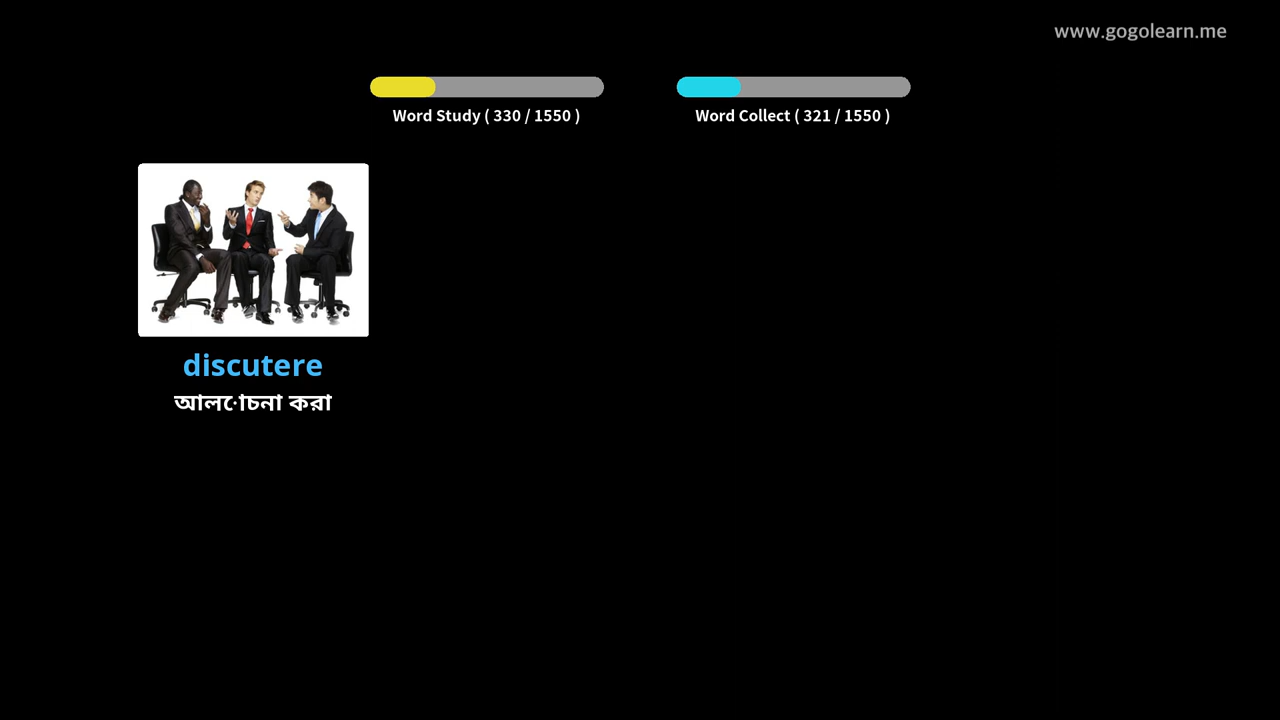 www.gogolearn.me
Word Study ( 330 / 1550 )
Word Collect ( 321 / 1550 )
discutere
আলোচনা করা